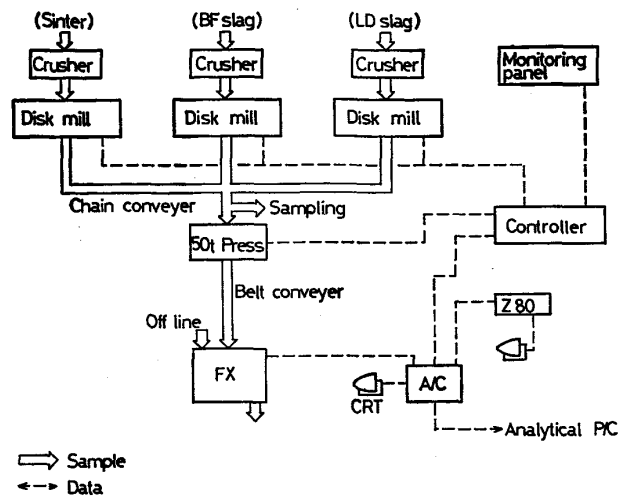 (Sinter) (BF slag) (LD slag)
Crusher Crusher Crusher Monitoring
panel
Disk mill Disk mill Disk mill
Chain conveyer Sampling Controller
50t Press
Belt conveyer
Off line Z80
FX A/C
CRT
Analytical P/C
Sample
Data